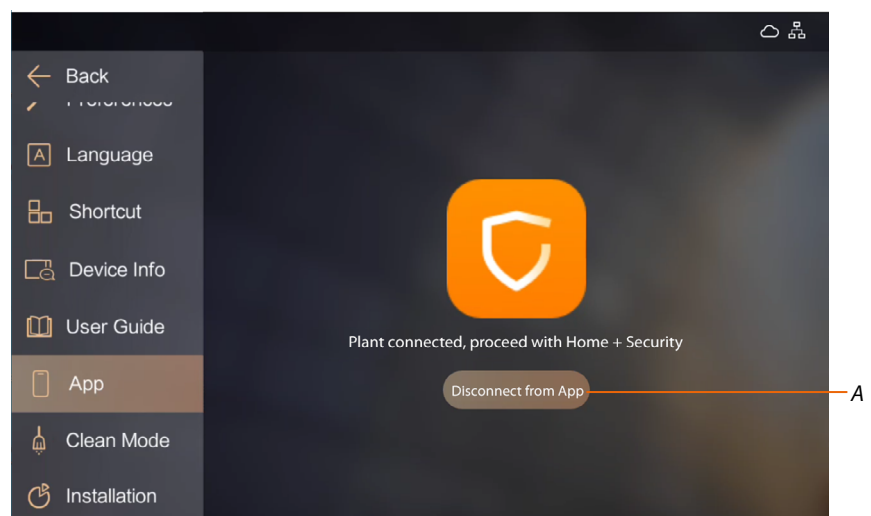 Back
Preferences
Language
Shortcut
Device Info
User Guide
App
Clean Mode
Installation
Plant connected, proceed with Home + Security
Disconnect from App
A